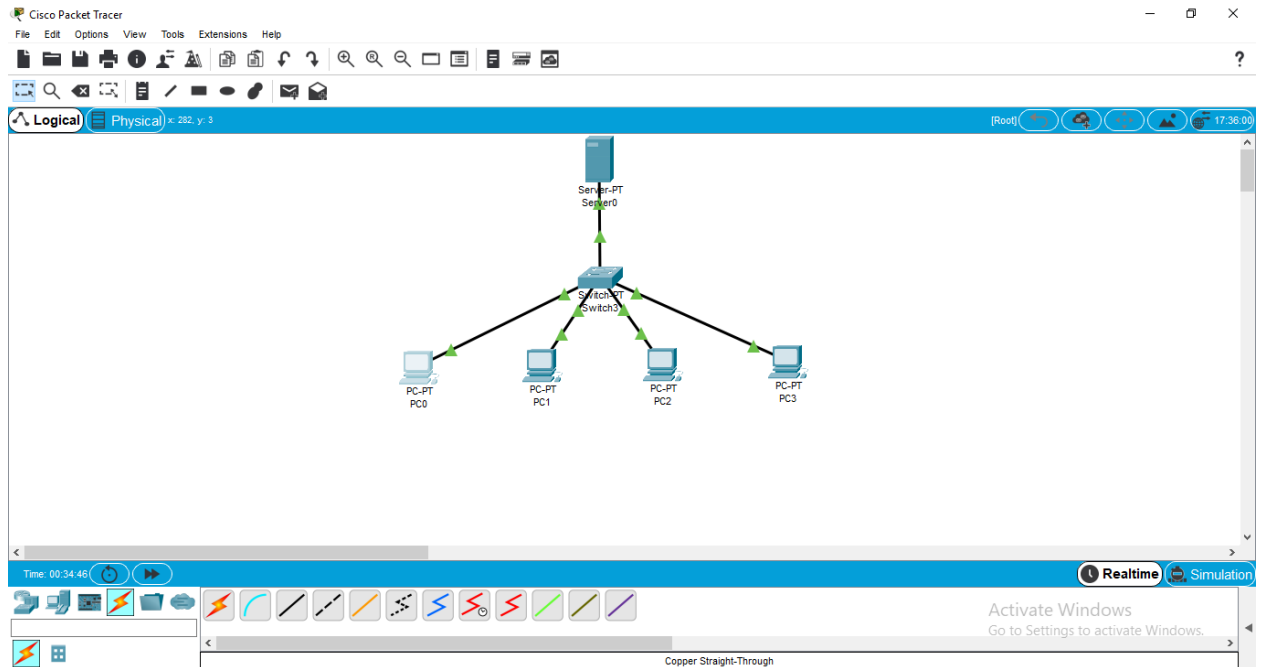 Cisco Packet Tracer
File Edit Options View Tools Extensions Help
?
Logical Physical x: 282, y: 3 [Root] 17:36:00
Server-PT
Server0
Switch-PT
Switch3
PC-PT
PC0
PC-PT
PC1
PC-PT
PC2
PC-PT
PC3
Time: 00:34:46 Realtime Simulation
Activate Windows
Go to Settings to activate Windows.
Copper Straight-Through